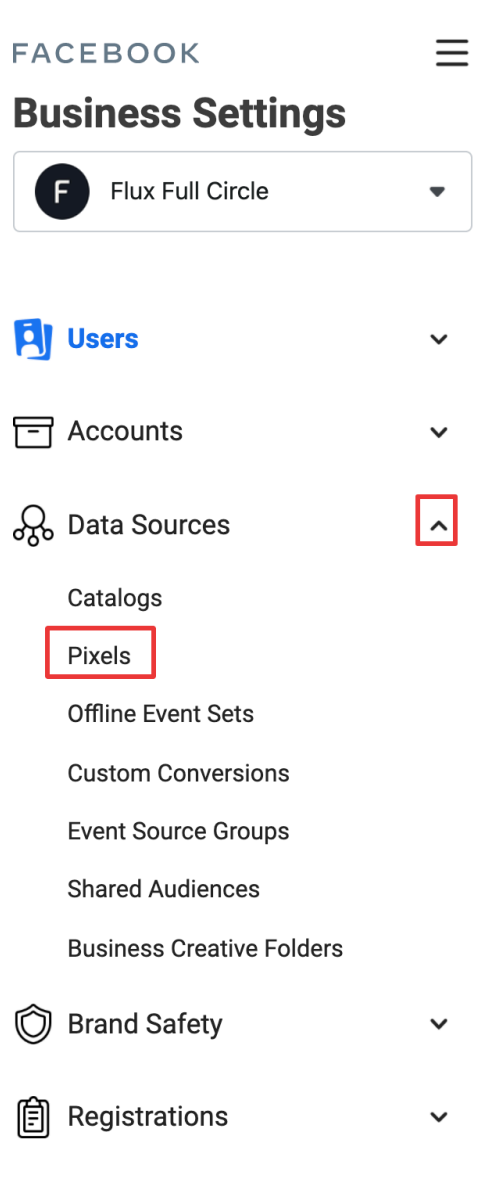 FACEBOOK
Business Settings
F Flux Full Circle
Users
Accounts
Data Sources
Catalogs
Pixels
Offline Event Sets
Custom Conversions
Event Source Groups
Shared Audiences
Business Creative Folders
Brand Safety
Registrations